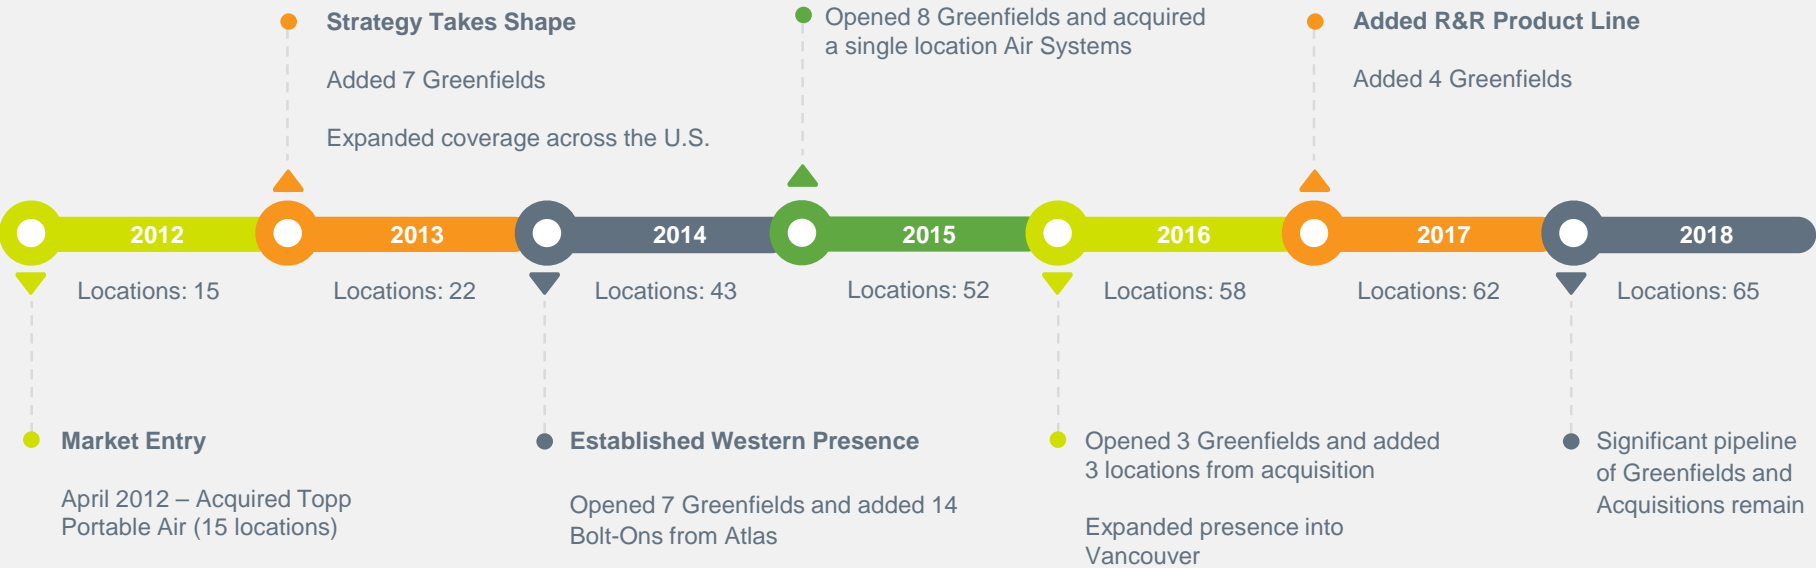 Strategy Takes Shape
Added 7 Greenfields
Expanded coverage across the U.S.
Opened 8 Greenfields and acquired
a single location Air Systems
Added R&R Product Line
Added 4 Greenfields
2012
2013
2014
2015
2016
2017
2018
Locations: 15
Locations: 22
Locations: 43
Locations: 52
Locations: 58
Locations: 62
Locations: 65
Market Entry
April 2012 – Acquired Topp
Portable Air (15 locations)
Established Western Presence
Opened 7 Greenfields and added 14
Bolt-Ons from Atlas
Opened 3 Greenfields and added
3 locations from acquisition
Expanded presence into
Vancouver
Significant pipeline
of Greenfields and
Acquisitions remain